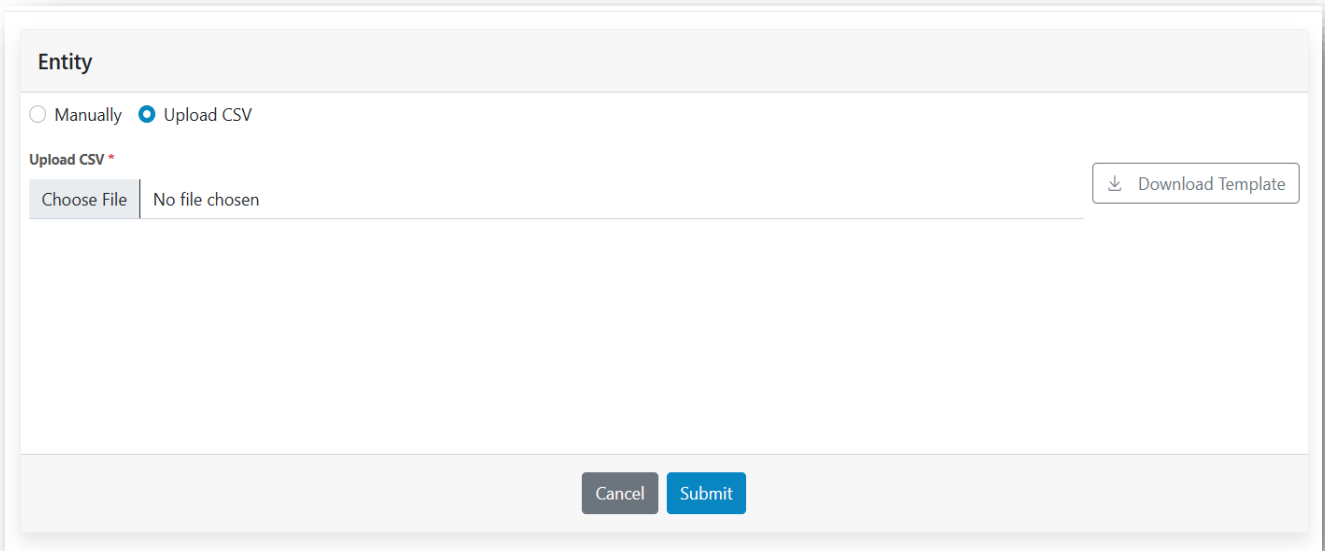 Entity
Manually Upload CSV
Upload CSV *
Choose File No file chosen
Download Template
Cancel Submit